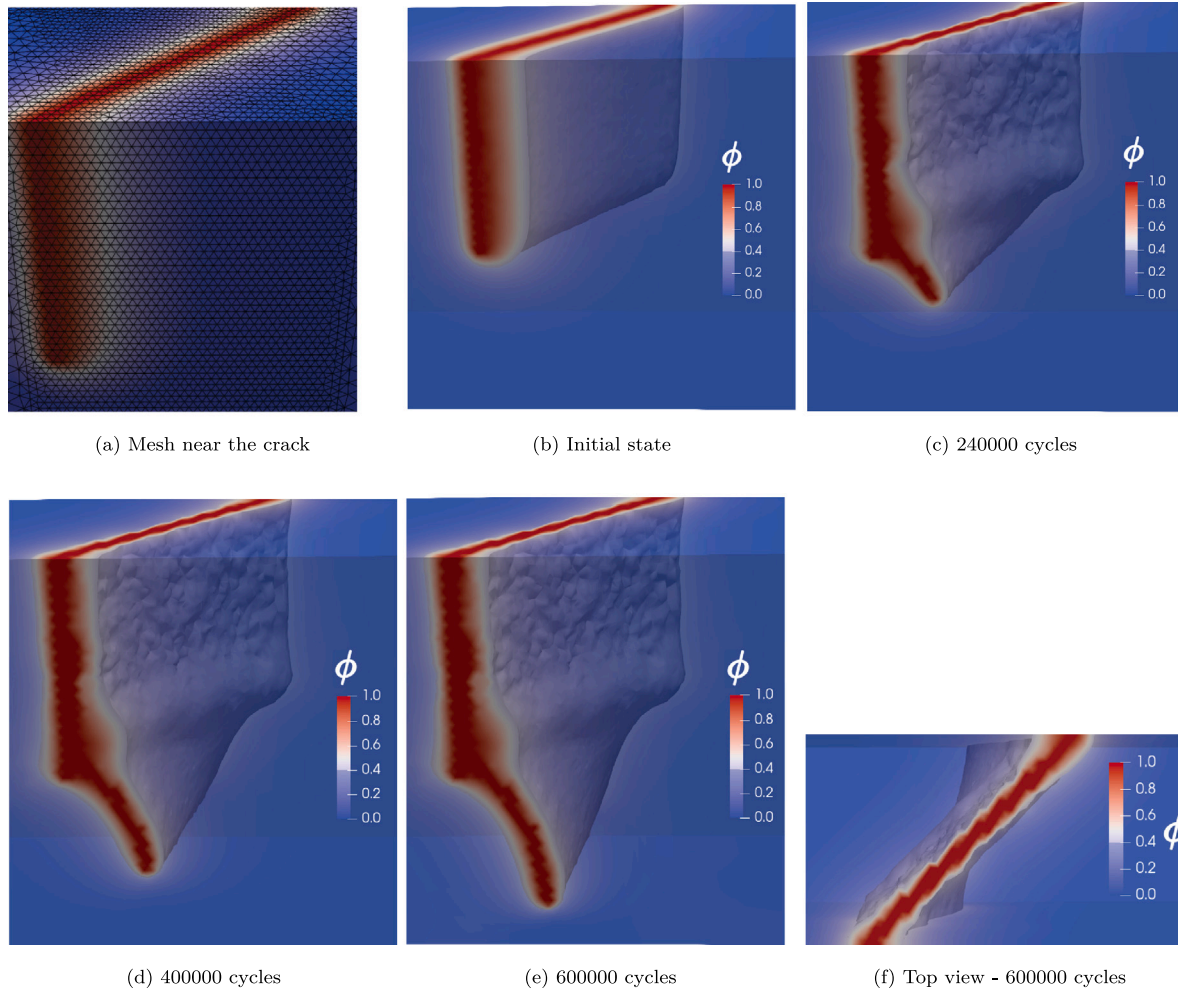 ϕ
1.0
0.8
0.6
0.4
0.2
0.0
ϕ
1.0
0.8
0.6
0.4
0.2
0.0
(a) Mesh near the crack
(b) Initial state
(c) 240000 cycles
ϕ
1.0
0.8
0.6
0.4
0.2
0.0
ϕ
1.0
0.8
0.6
0.4
0.2
0.0
1.0
0.8
0.6
0.4
0.2
0.0
ϕ
(d) 400000 cycles
(e) 600000 cycles
(f) Top view - 600000 cycles